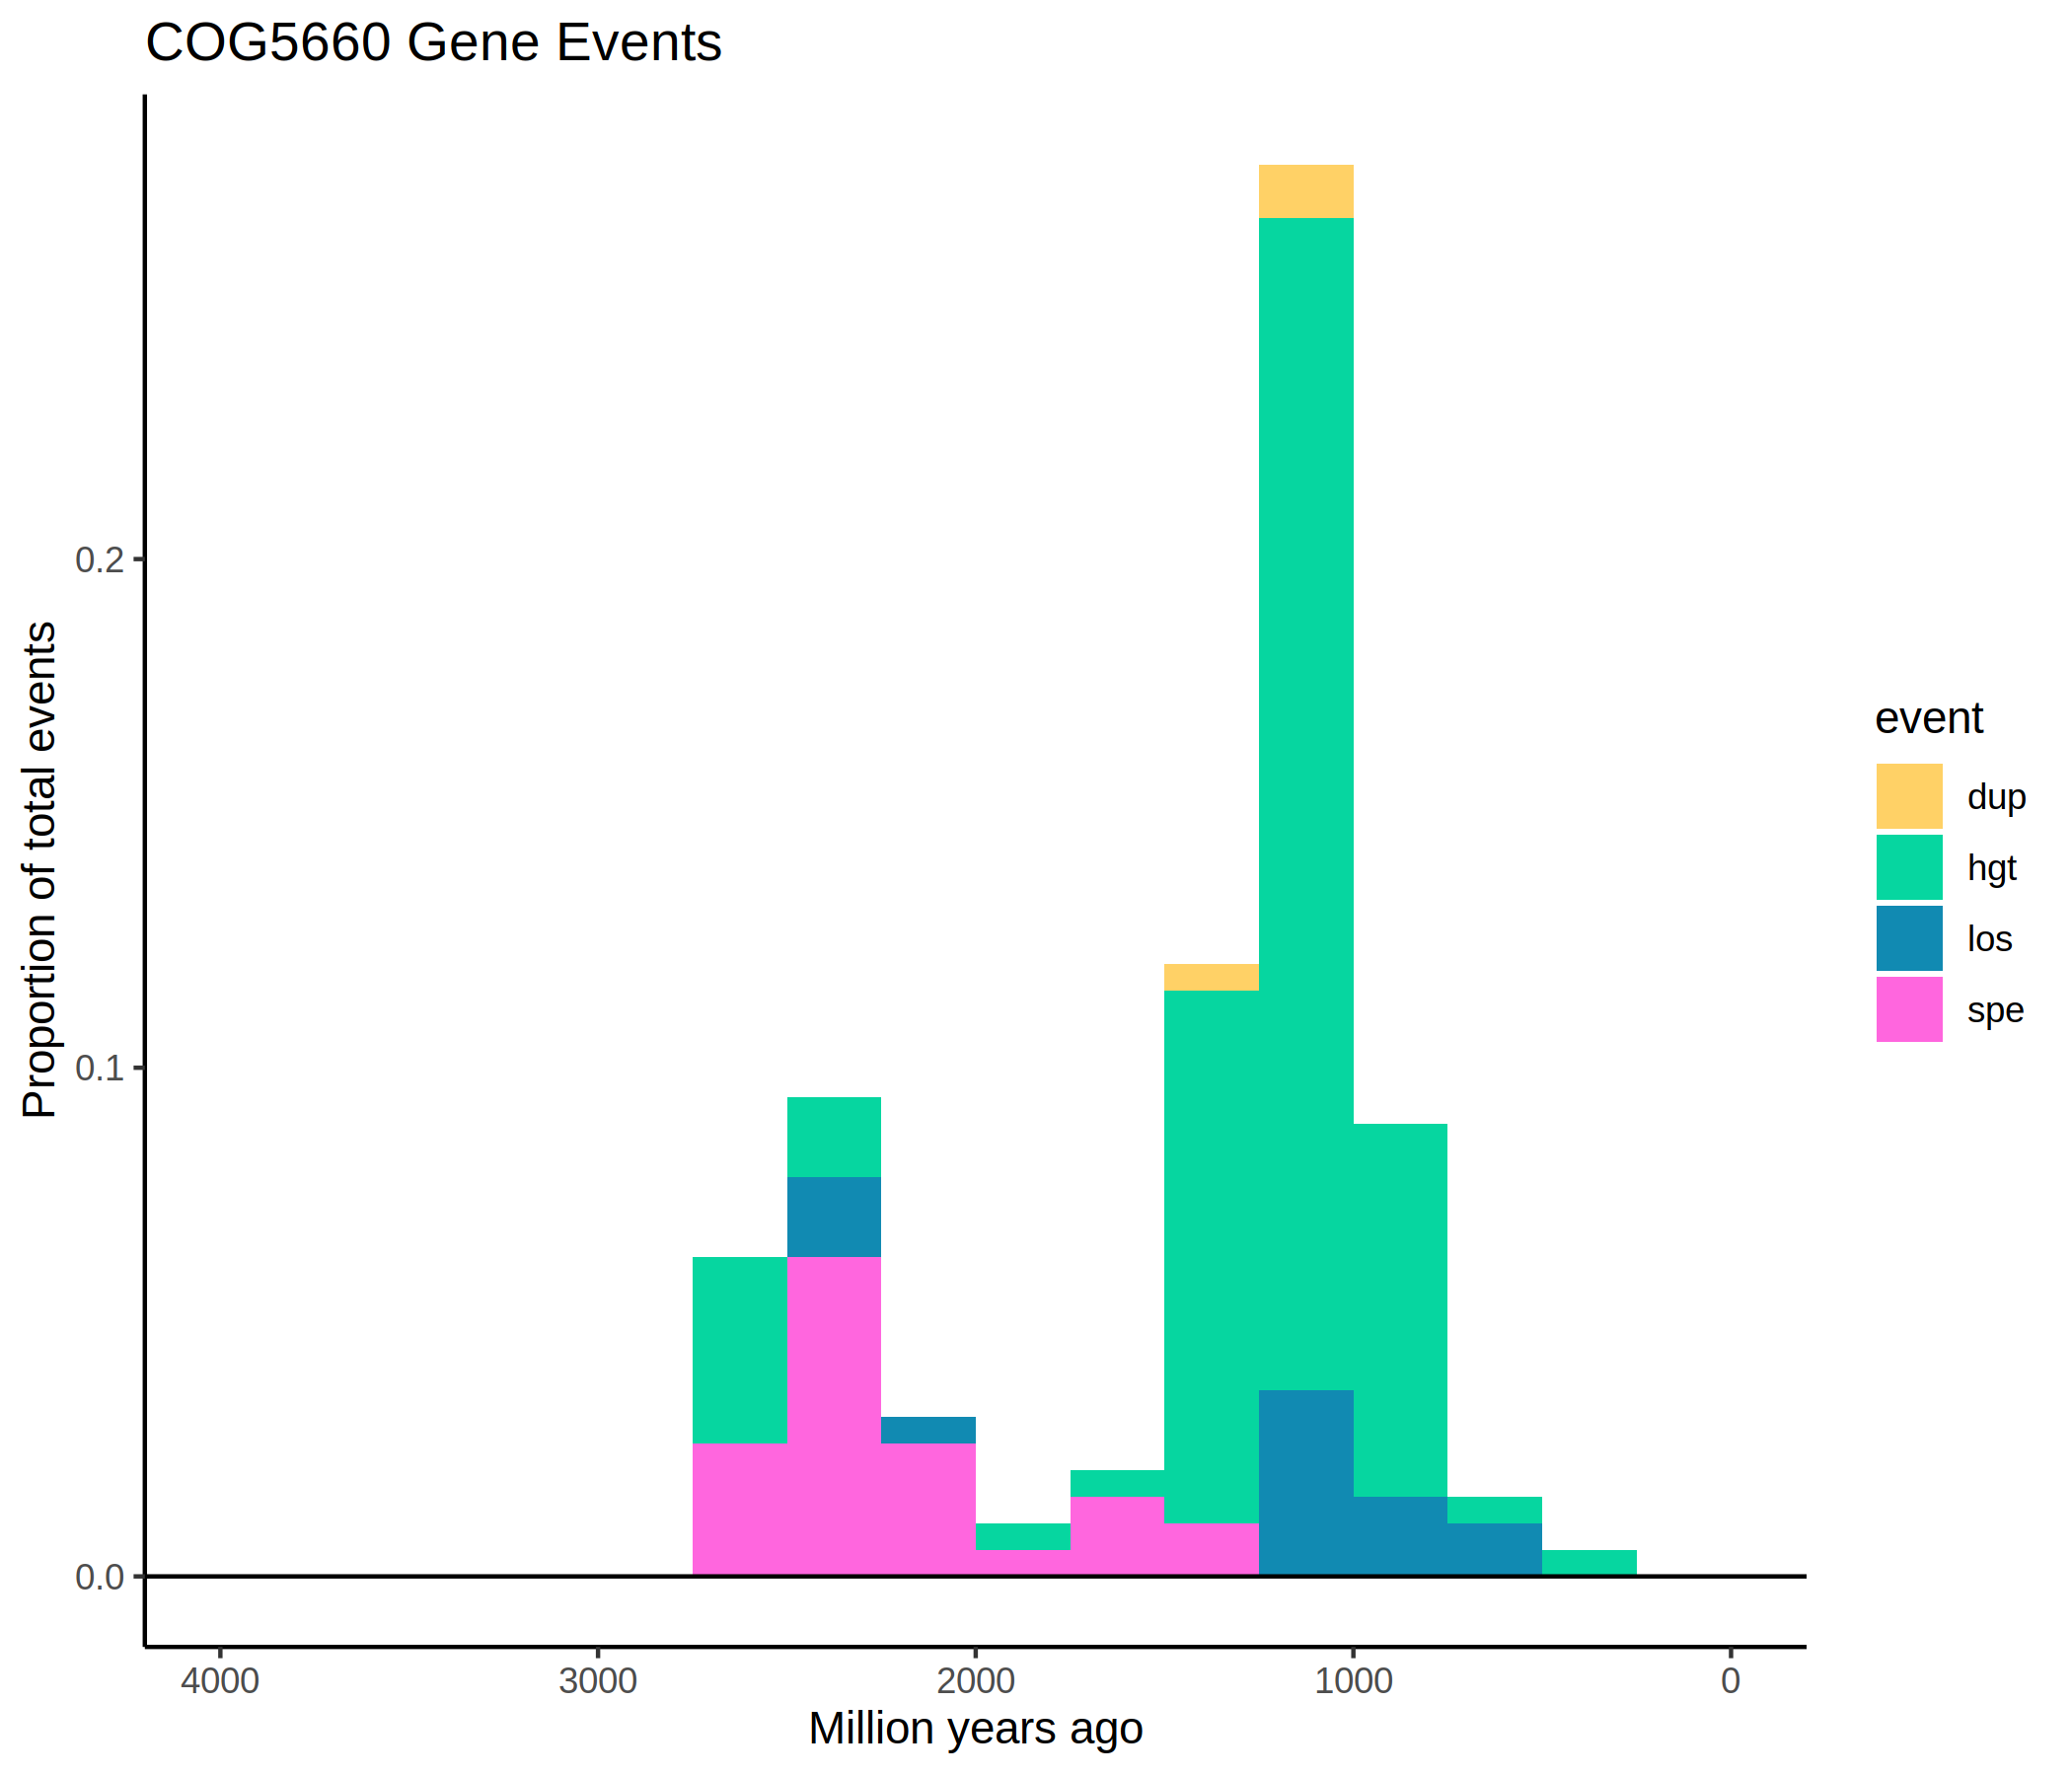 COG5660 Gene Events
Proportion of total events
0.2
0.1
0.0
4000 3000 2000 1000 0
Million years ago
event
dup
hgt
los
spe